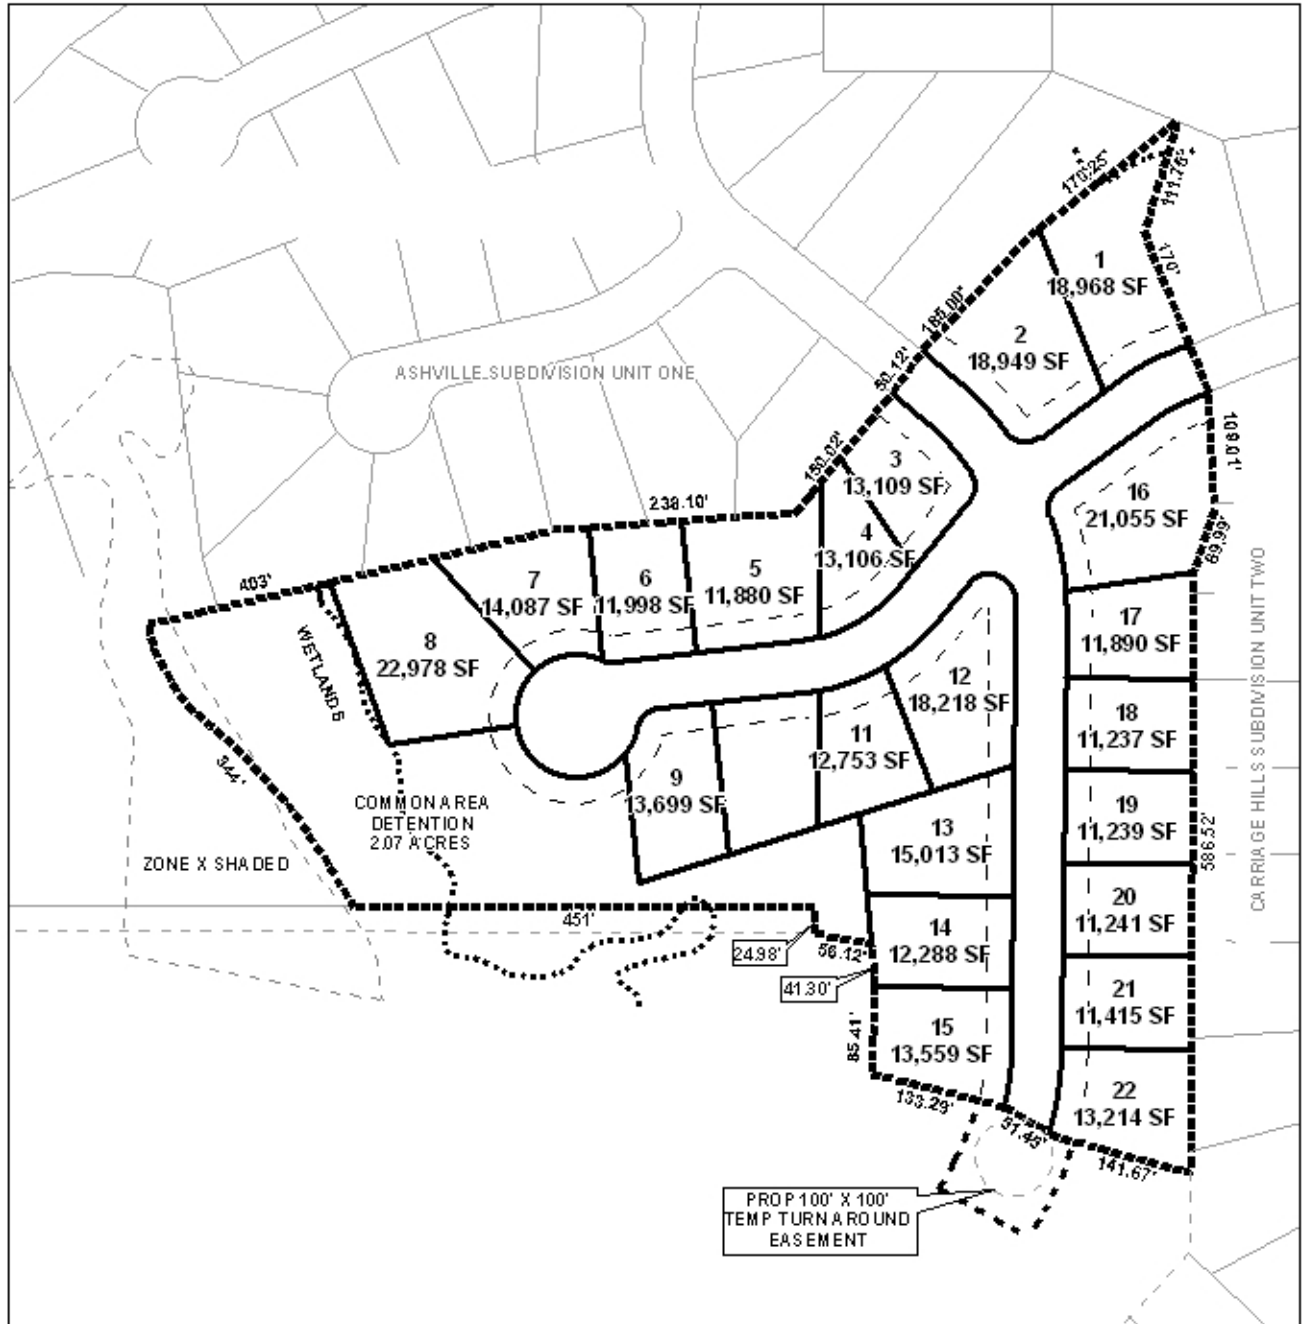 170.25'
111.76'
170'
1
18,968 SF
185.00'
2
18,949 SF
50.12'
ASHVILLE SUBDIVISION UNIT ONE
150.02'
3
13,109 SF
109.01'
16
21,055 SF
238.10'
4
13,106 SF
69.99'
5
11,880 SF
6
11,998 SF
7
14,087 SF
403'
8
22,978 SF
WETLANDS
17
11,890 SF
12
18,218 SF
11
12,753 SF
18
11,237 SF
CARRIAGE HILLS SUBDIVISION UNIT TWO
344'
9
13,699 SF
COMMON AREA
DETENTION
2.07 ACRES
ZONE X SHADED
13
15,013 SF
19
11,239 SF
586.52'
451'
24.98'
56.12'
41.30'
14
12,288 SF
20
11,241 SF
85.41'
15
13,559 SF
21
11,415 SF
133.29'
51.45'
22
13,214 SF
141.67'
PROP 100' X 100'
TEMP TURNAROUND
EASEMENT